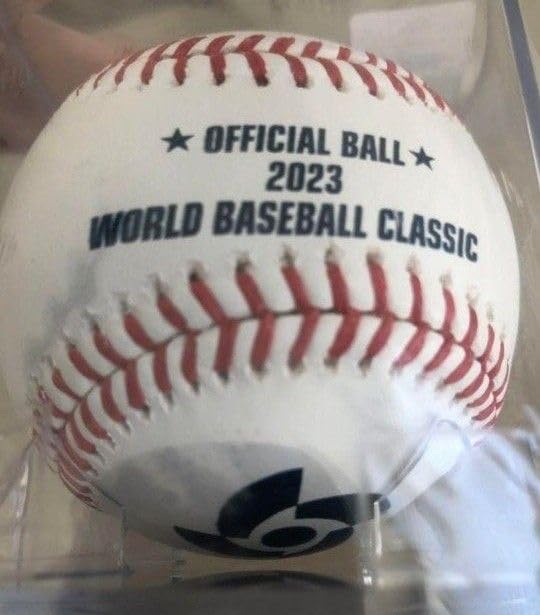 ★ OFFICIAL BALL ★
2023
WORLD BASEBALL CLASSIC